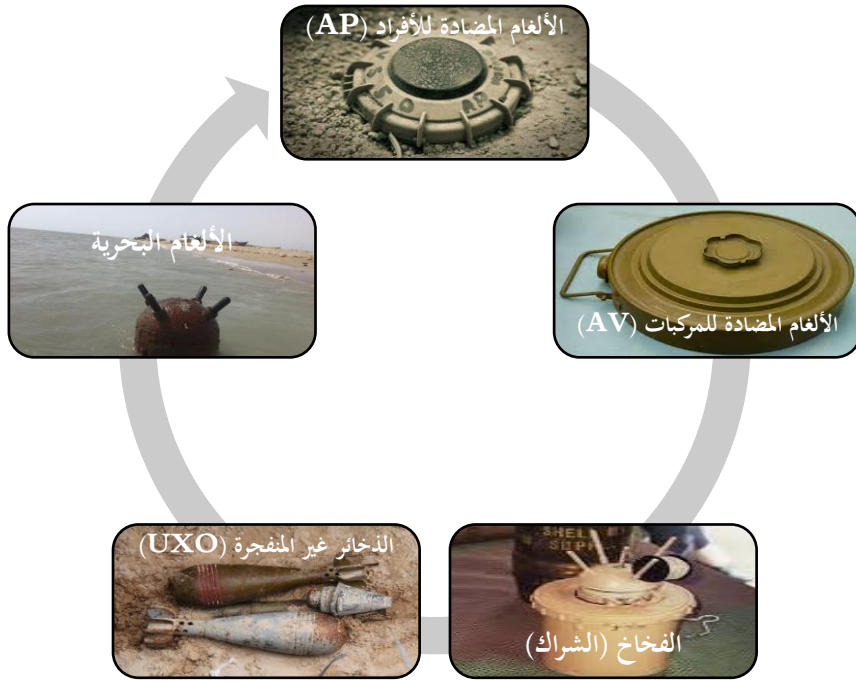 الألغام المضادة للأفراد (AP)
الألغام المضادة للمركبات (AV)
الفخاخ (الشراك)
الذخائر غير المنفجرة (UXO)
الألغام البحرية